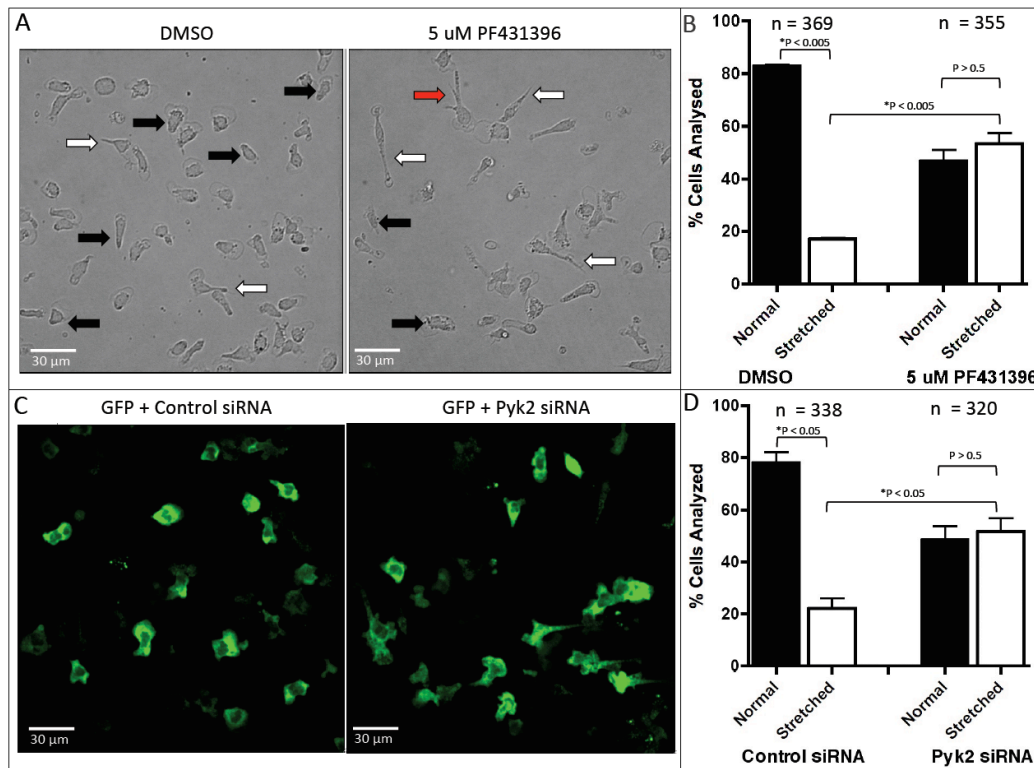 A
DMSO
5 uM PF431396
30 µm
30 µm
B
n = 369
n = 355
*P < 0.005
P > 0.5
*P < 0.005
% Cells Analysed
80
60
40
20
0
Normal
Stretched
Normal
Stretched
DMSO
5 uM PF431396
C
GFP + Control siRNA
GFP + Pyk2 siRNA
30 µm
30 µm
D
n = 338
n = 320
*P < 0.05
P > 0.5
*P < 0.05
% Cells Analyzed
100
80
60
40
20
0
Normal
Stretched
Normal
Stretched
Control siRNA
Pyk2 siRNA